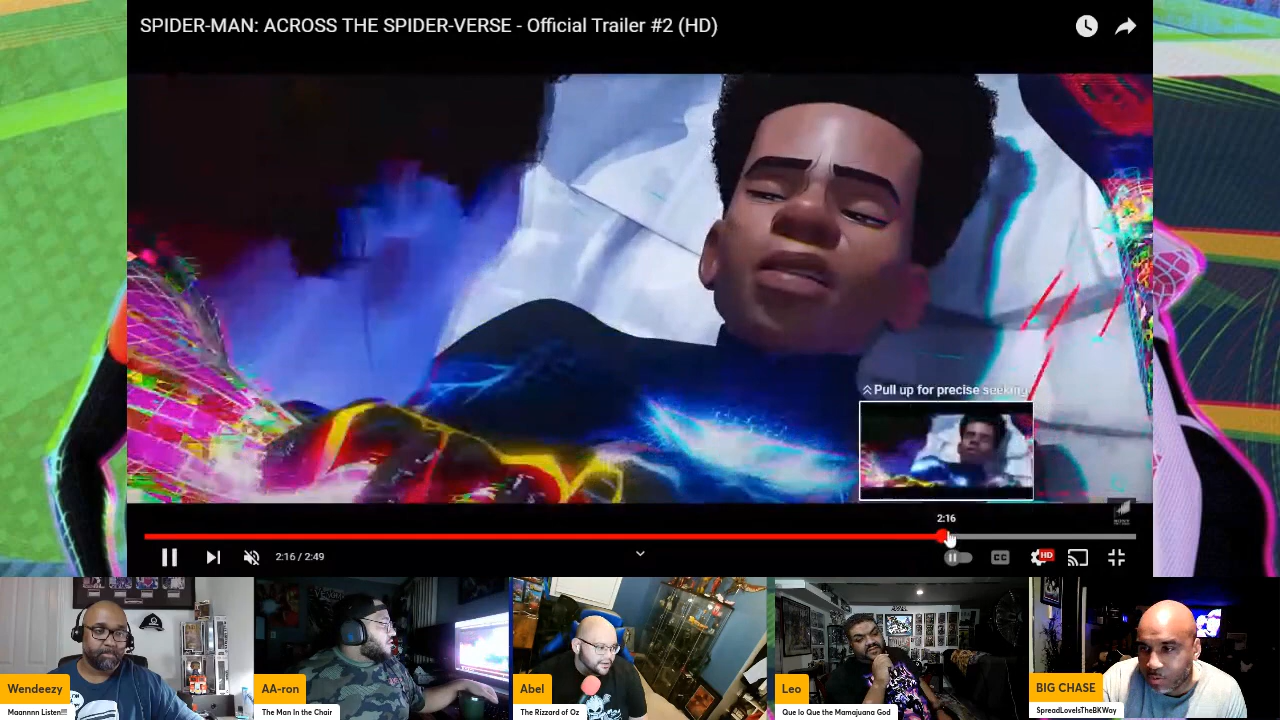 SPIDER-MAN: ACROSS THE SPIDER-VERSE - Official Trailer #2 (HD)
Pull up for precise seeking
2:16
2:16 / 2:49
CC
HD
Wendeezy
Maannnn Listen!!!
AA-ron
The Man In the Chair
Abel
The Rizzard of Oz
Leo
Que lo Que the Mamajuana God
BIG CHASE
SpreadLoveIsTheBKWay